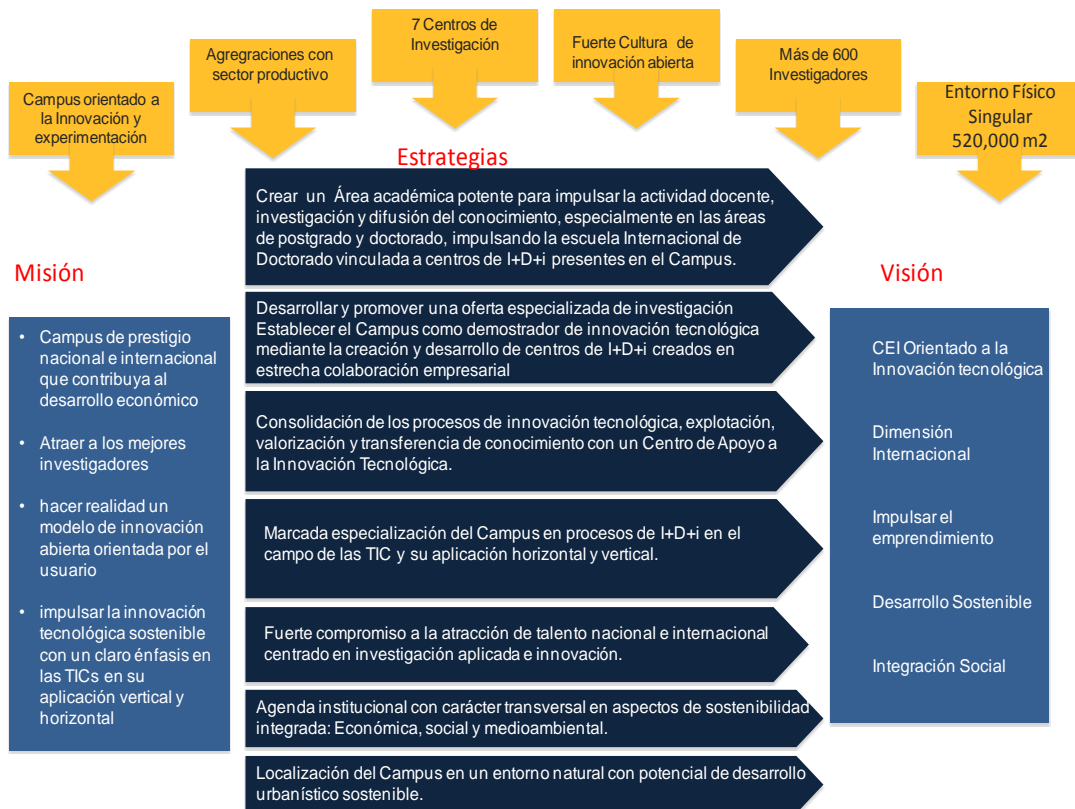 7 Centros de
Investigación
Agregraciones con
sector productivo
Fuerte Cultura de
innovación abierta
Más de 600
Investigadores
Campus orientado a
la Innovación y
experimentación
Entorno Físico
Singular
520,000 m2
Estrategias
Crear un Área académica potente para impulsar la actividad docente,
investigación y difusión del conocimiento, especialmente en las áreas
de postgrado y doctorado, impulsando la escuela Internacional de
Doctorado vinculada a centros de I+D+i presentes en el Campus.
Misión
Visión
Desarrollar y promover una oferta especializada de investigación
Establecer el Campus como demostrador de innovación tecnológica
mediante la creación y desarrollo de centros de I+D+i creados en
estrecha colaboración empresarial
• Campus de prestigio
nacional e internacional
que contribuya al
desarrollo económico
• Atraer a los mejores
investigadores
• hacer realidad un
modelo de innovación
abierta orientada por el
usuario
• impulsar la innovación
tecnológica sostenible
con un claro énfasis en
las TICs en su
aplicación vertical y
horizontal
Consolidación de los procesos de innovación tecnológica, explotación,
valorización y transferencia de conocimiento con un Centro de Apoyo a
la Innovación Tecnológica.
Marcada especialización del Campus en procesos de I+D+i en el
campo de las TIC y su aplicación horizontal y vertical.
Fuerte compromiso a la atracción de talento nacional e internacional
centrado en investigación aplicada e innovación.
Agenda institucional con carácter transversal en aspectos de sostenibilidad
integrada: Económica, social y medioambiental.
Localización del Campus en un entorno natural con potencial de desarrollo
urbanístico sostenible.
CEI Orientado a la
Innovación tecnológica
Dimensión
Internacional
Impulsar el
emprendimiento
Desarrollo Sostenible
Integración Social